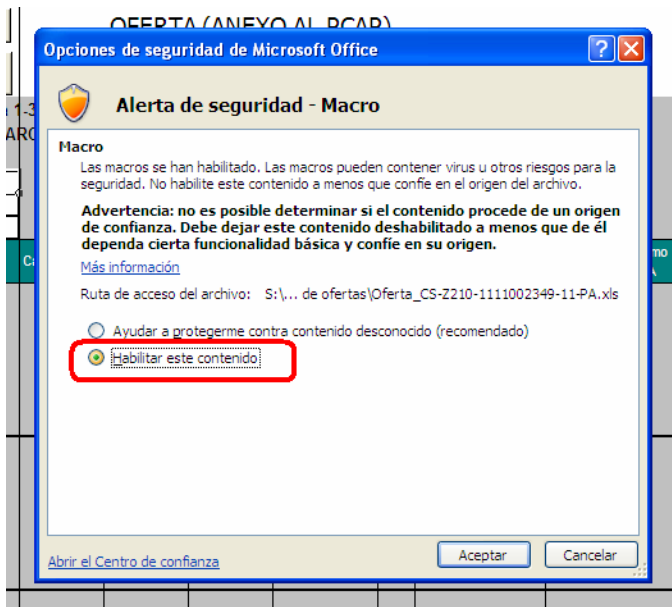 OFERTA (ANEXO AL PCAP)
Opciones de seguridad de Microsoft Office
Alerta de seguridad - Macro
Macro
Las macros se han habilitado. Las macros pueden contener virus u otros riesgos para la
seguridad. No habilite este contenido a menos que confíe en el origen del archivo.
Advertencia: no es posible determinar si el contenido procede de un origen
de confianza. Debe dejar este contenido deshabilitado a menos que de él
dependa cierta funcionalidad básica y confíe en su origen.
Más información
Ruta de acceso del archivo: S:\... de ofertas\Oferta_CS-Z210-1111002349-11-PA.xls
Ayudar a protegerme contra contenido desconocido (recomendado)
Habilitar este contenido
Abrir el Centro de confianza
Aceptar
Cancelar